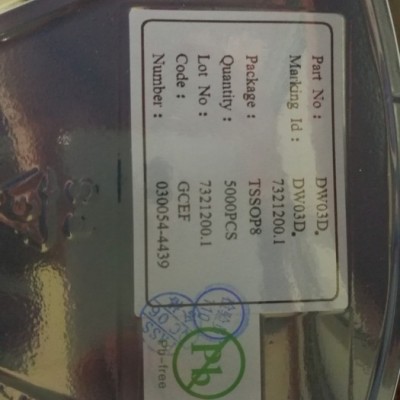 Part No : DW03D.
Marking Id : DW03D.
7321200.1
Package : TSSOP8
Quantity : 5000PCS
Lot No : 7321200.1
Code : GCEF
Number : 030054-4439
Pb
Pb-free